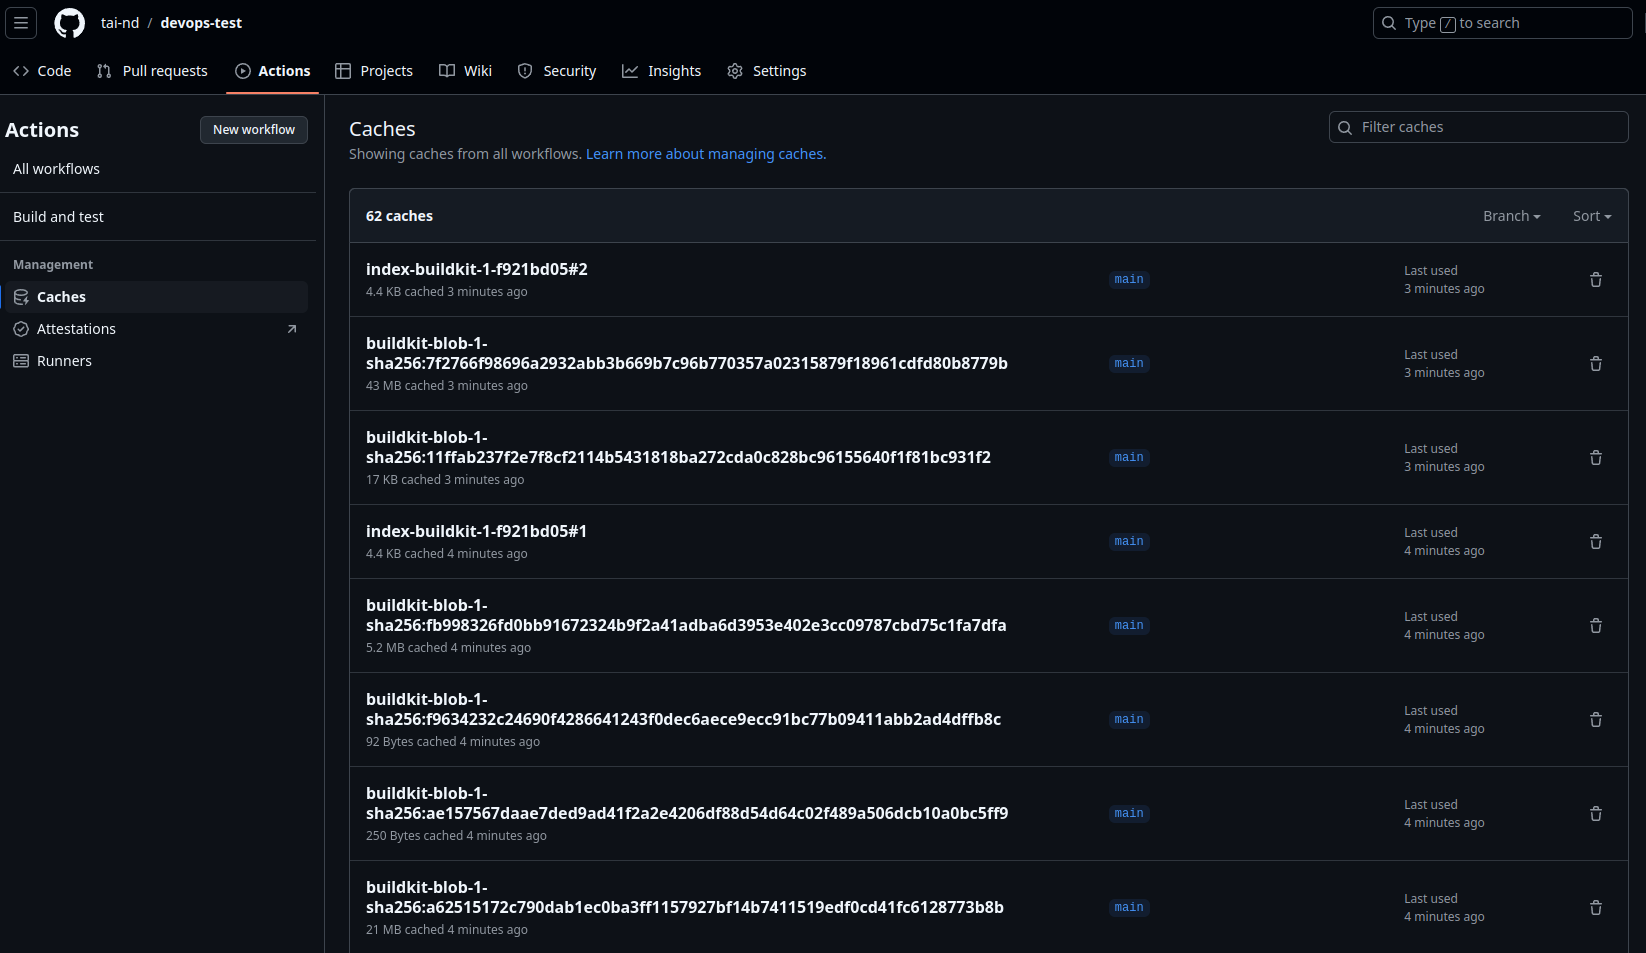 tai-nd / devops-test
Type / to search
Code
Pull requests
Actions
Projects
Wiki
Security
Insights
Settings
Actions
New workflow
All workflows
Build and test
Management
Caches
Attestations
Runners
Caches
Showing caches from all workflows. Learn more about managing caches.
Filter caches
62 caches
Branch
Sort
index-buildkit-1-f921bd05#2
4.4 KB cached 3 minutes ago
main
Last used
3 minutes ago
buildkit-blob-1-
sha256:7f2766f98696a2932abb3b669b7c96b770357a02315879f18961cdfd80b8779b
43 MB cached 3 minutes ago
main
Last used
3 minutes ago
buildkit-blob-1-
sha256:11ffab237f2e7f8cf2114b5431818ba272cda0c828bc96155640f1f81bc931f2
17 KB cached 3 minutes ago
main
Last used
3 minutes ago
index-buildkit-1-f921bd05#1
4.4 KB cached 4 minutes ago
main
Last used
4 minutes ago
buildkit-blob-1-
sha256:fb998326fd0bb91672324b9f2a41adba6d3953e402e3cc09787cbd75c1fa7dfa
5.2 MB cached 4 minutes ago
main
Last used
4 minutes ago
buildkit-blob-1-
sha256:f9634232c24690f4286641243f0dec6aece9ecc91bc77b09411abb2ad4dffb8c
92 Bytes cached 4 minutes ago
main
Last used
4 minutes ago
buildkit-blob-1-
sha256:ae157567daae7ded9ad41f2a2e4206df88d54d64c02f489a506dcb10a0bc5ff9
250 Bytes cached 4 minutes ago
main
Last used
4 minutes ago
buildkit-blob-1-
sha256:a62515172c790dab1ec0ba3ff1157927bf14b7411519edf0cd41fc6128773b8b
21 MB cached 4 minutes ago
main
Last used
4 minutes ago